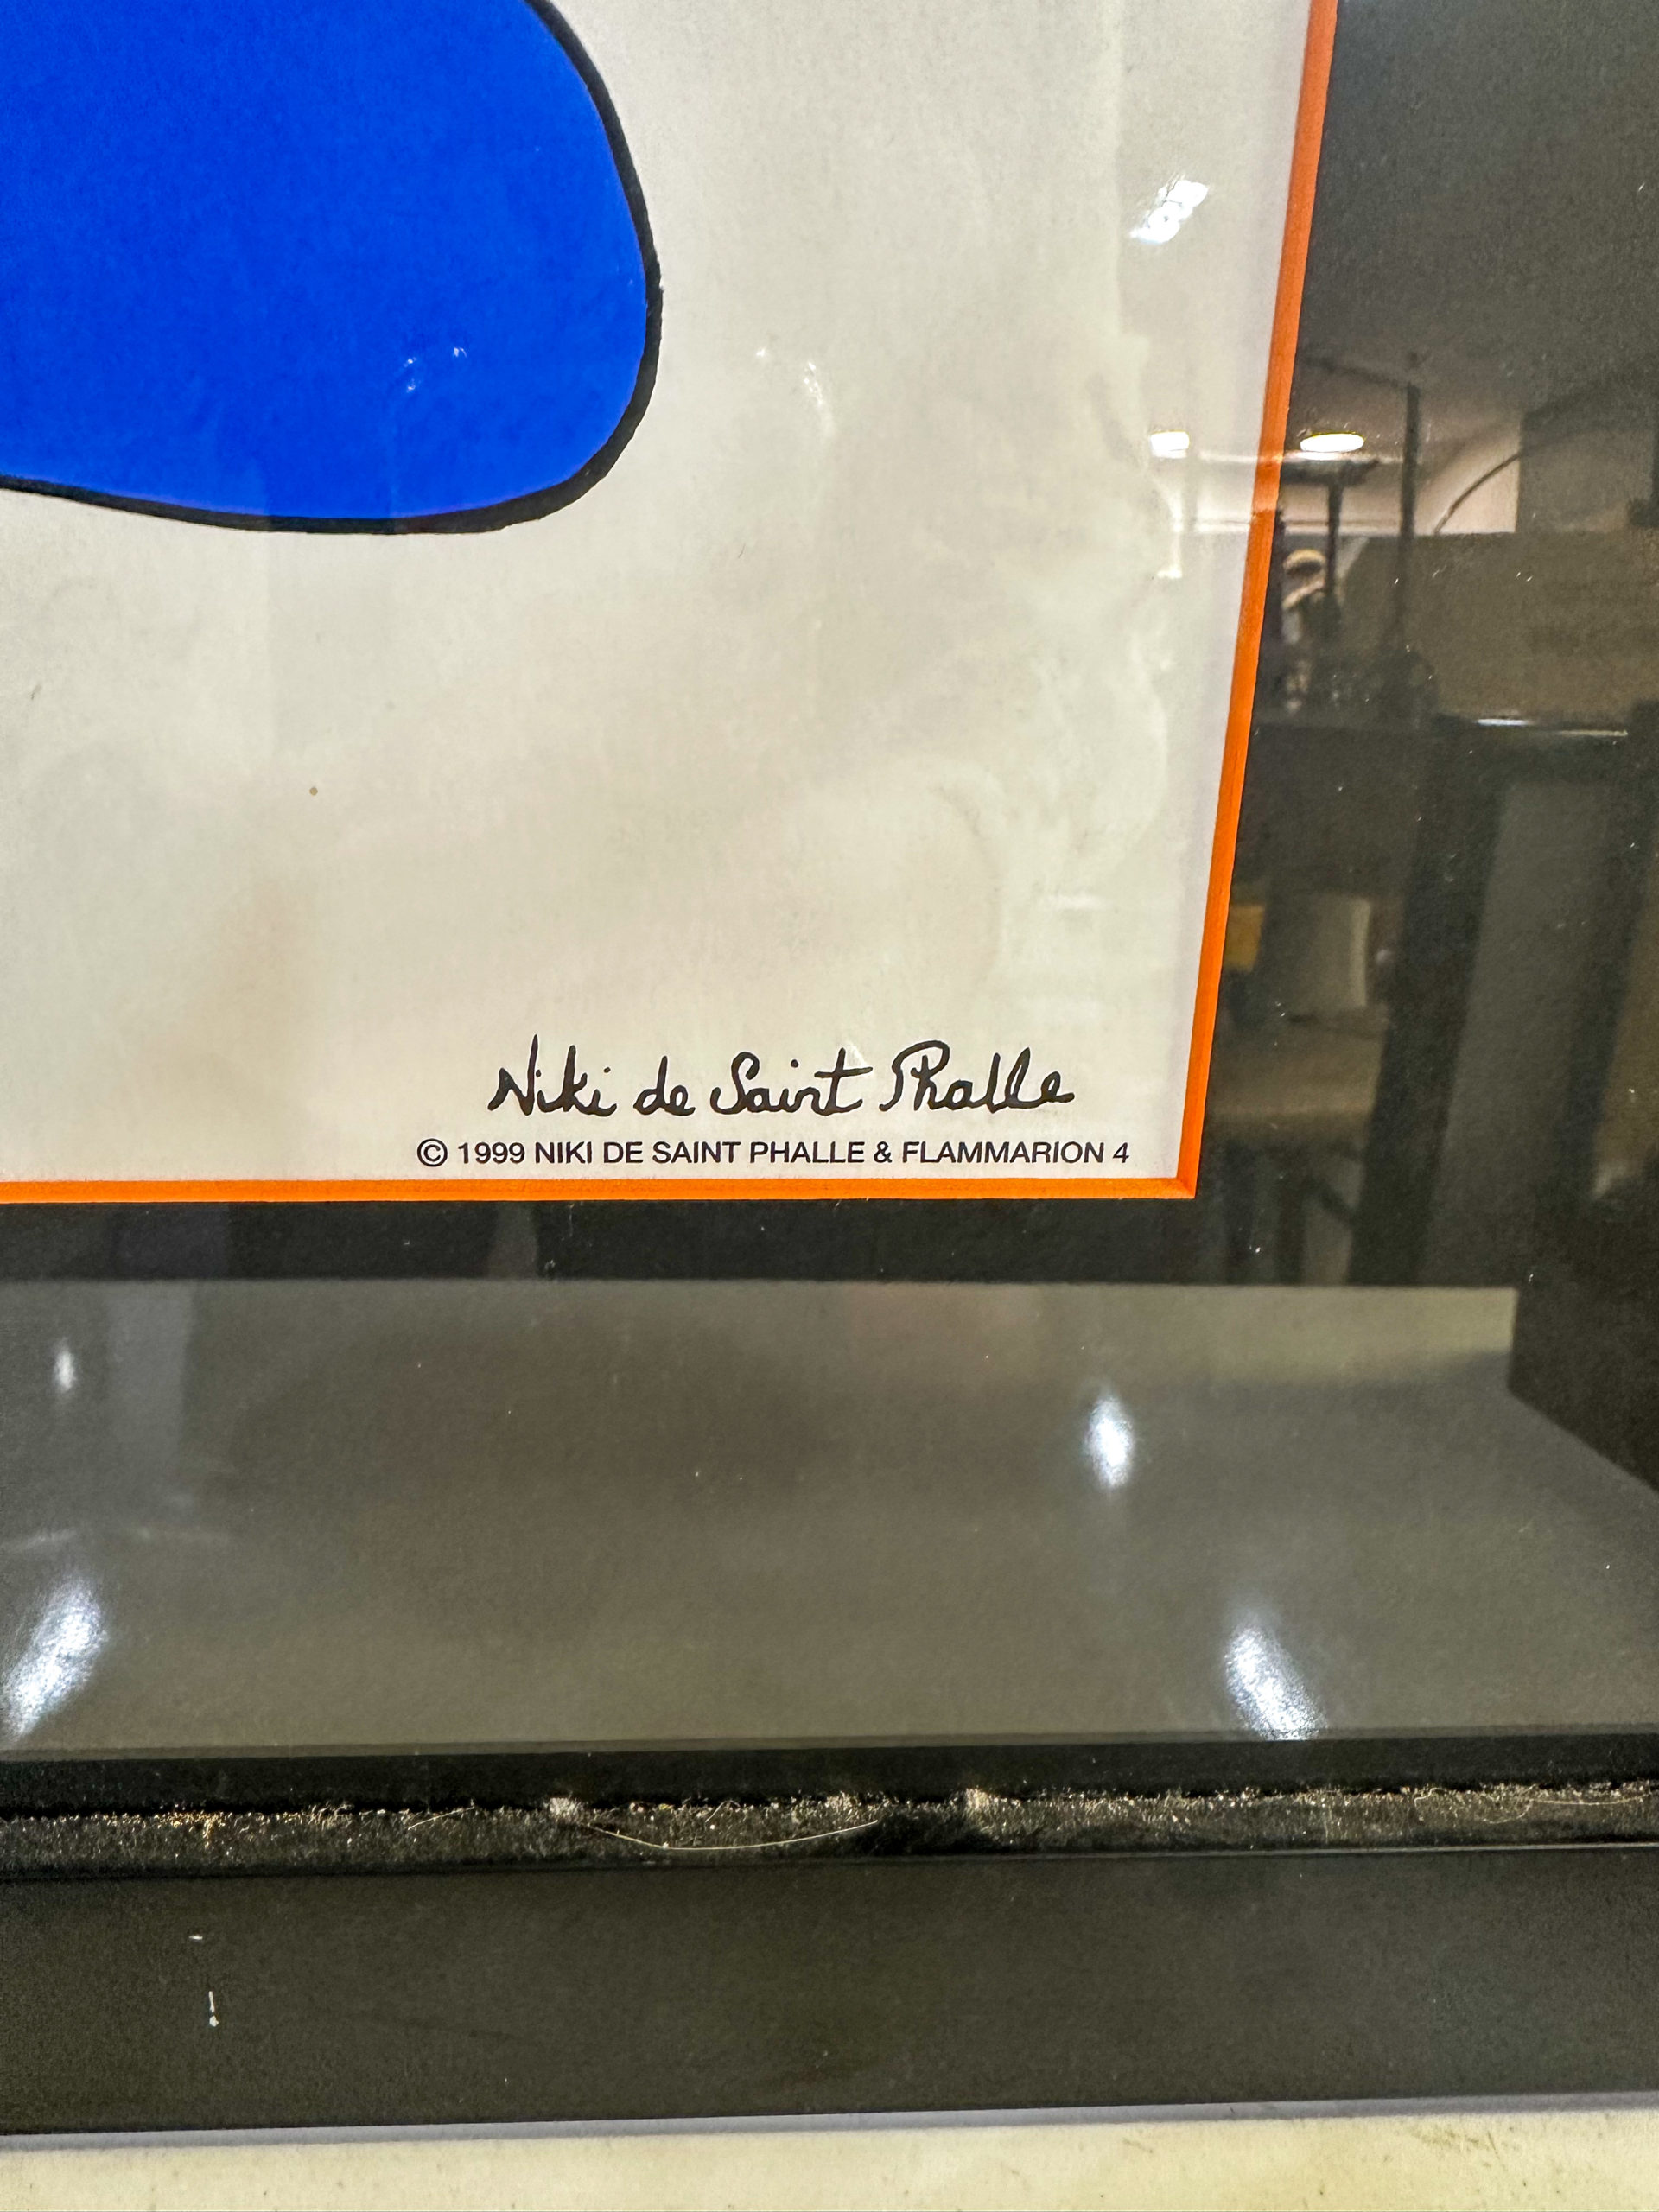 Niki de Saint Phalle
© 1999 NIKI DE SAINT PHALLE & FLAMMARION 4